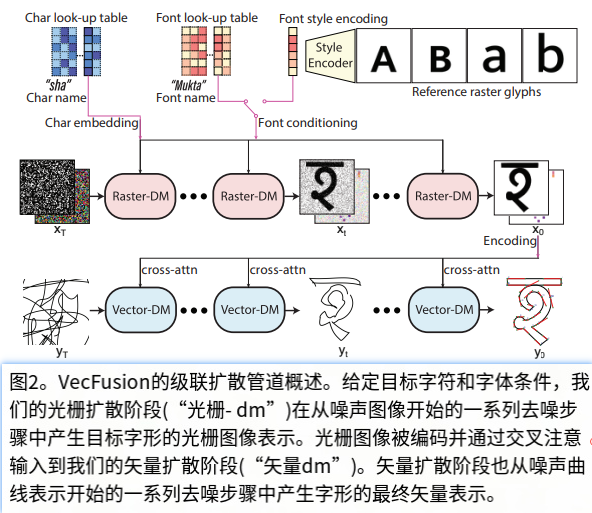 Char look-up table
Font look-up table
Font style encoding
Style
Encoder
A B a b
"sha"
"Mukta"
Reference raster glyphs
Char name
Font name
Char embedding
Font conditioning
Raster-DM
Raster-DM
Raster-DM
x_T
x_t
x_0
Encoding
cross-attn
cross-attn
cross-attn
Vector-DM
Vector-DM
Vector-DM
y_T
y_t
y_0
图2。VecFusion的级联扩散管道概述。给定目标字符和字体条件，我
们的光栅扩散阶段(“光栅- dm”)在从噪声图像开始的一系列去噪步
骤中产生目标字形的光栅图像表示。光栅图像被编码并通过交叉注意
输入到我们的矢量扩散阶段(“矢量dm”)。矢量扩散阶段也从噪声曲
线表示开始的一系列去噪步骤中产生字形的最终矢量表示。